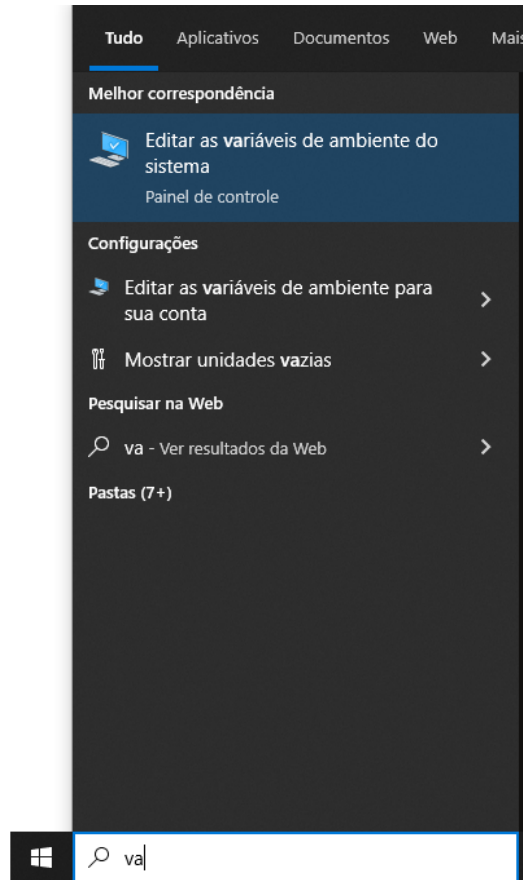 Tudo Aplicativos Documentos Web Mais
Melhor correspondência
Editar as variáveis de ambiente do
sistema
Painel de controle
Configurações
Editar as variáveis de ambiente para
sua conta
Mostrar unidades vazias
Pesquisar na Web
va - Ver resultados da Web
Pastas (7+)
va